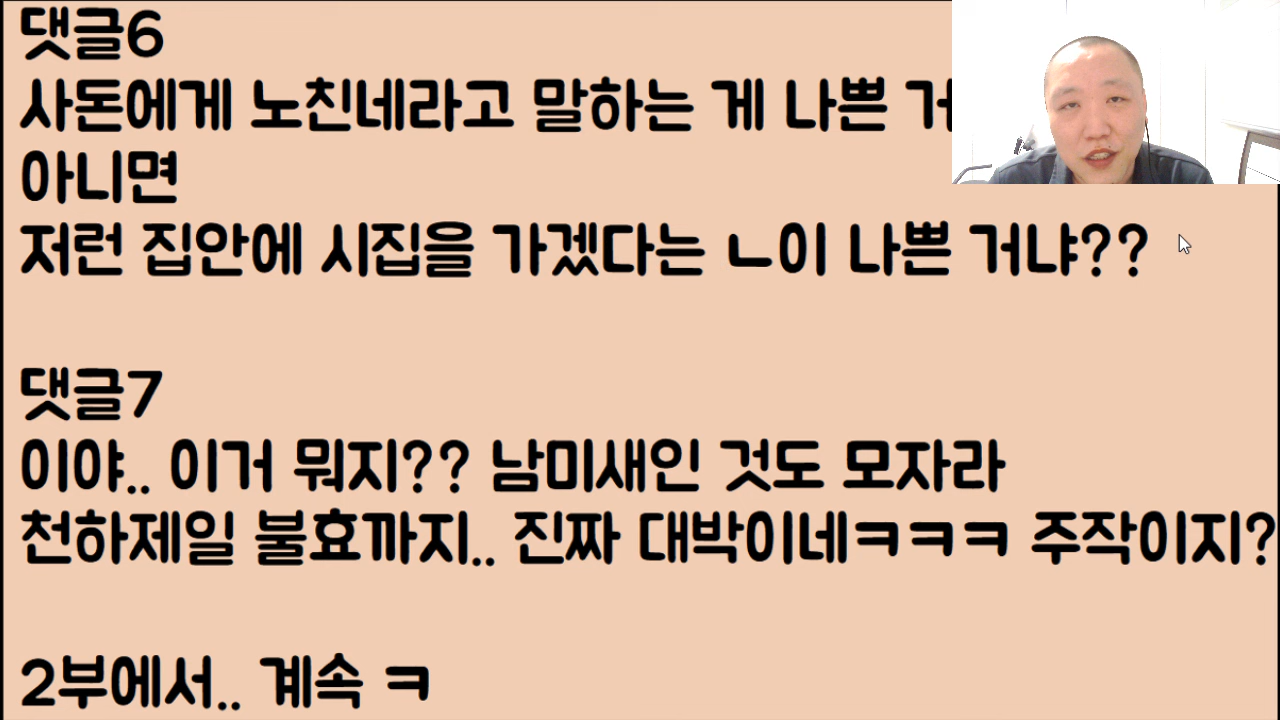 댓글6
사돈에게 노친네라고 말하는 게 나쁜
아니면
저런 집안에 시집을 가겠다는 ㄴ이 나쁜 거냐??
댓글7
이야.. 이거 뭐지?? 남미새인 것도 모자라
천하제일 불효까지.. 진짜 대박이네ㅋㅋㅋ 주작이지?
2부에서.. 계속 ㅋ